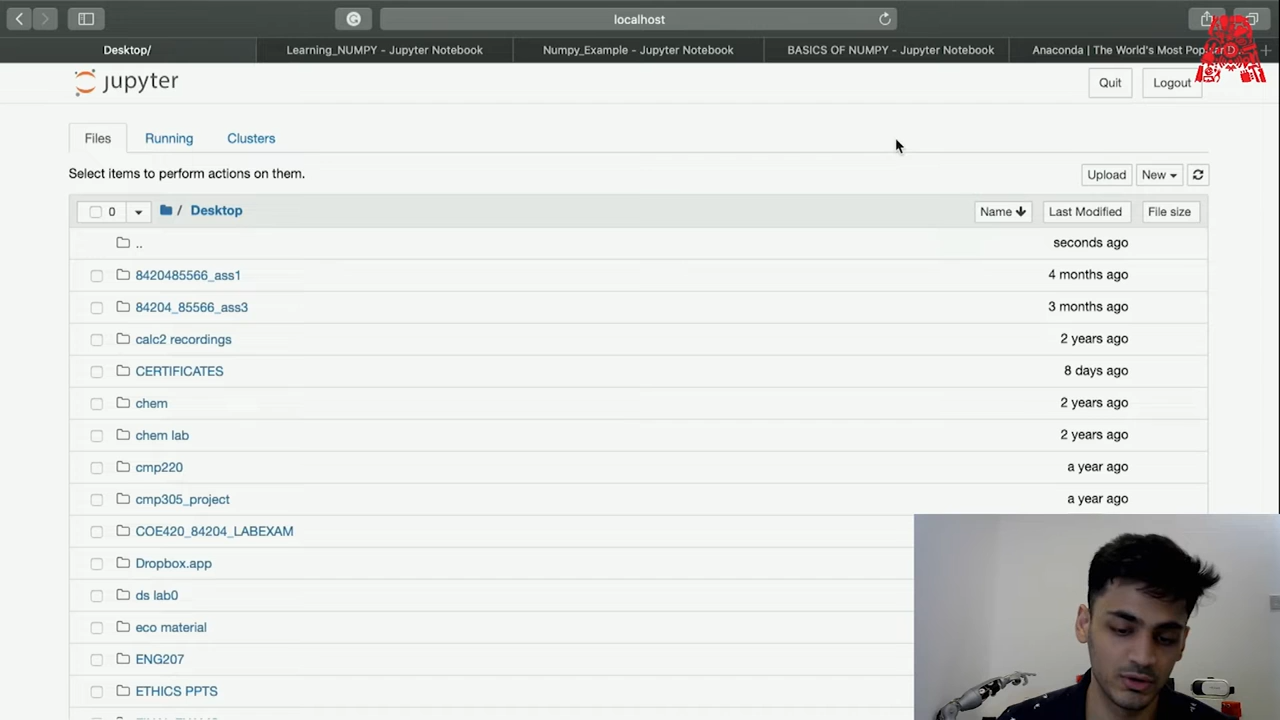 localhost
Desktop/
Learning_NUMPY - Jupyter Notebook
Numpy_Example - Jupyter Notebook
BASICS OF NUMPY - Jupyter Notebook
Anaconda | The World's Most
jupyter
Quit
Logout
Files
Running
Clusters
Select items to perform actions on them.
Upload
New
0
/ Desktop
Name
Last Modified
File size
..
seconds ago
8420485566_ass1
4 months ago
84204_85566_ass3
3 months ago
calc2 recordings
2 years ago
CERTIFICATES
8 days ago
chem
2 years ago
chem lab
2 years ago
cmp220
a year ago
cmp305_project
a year ago
COE420_84204_LABEXAM
Dropbox.app
ds lab0
eco material
ENG207
ETHICS PPTS